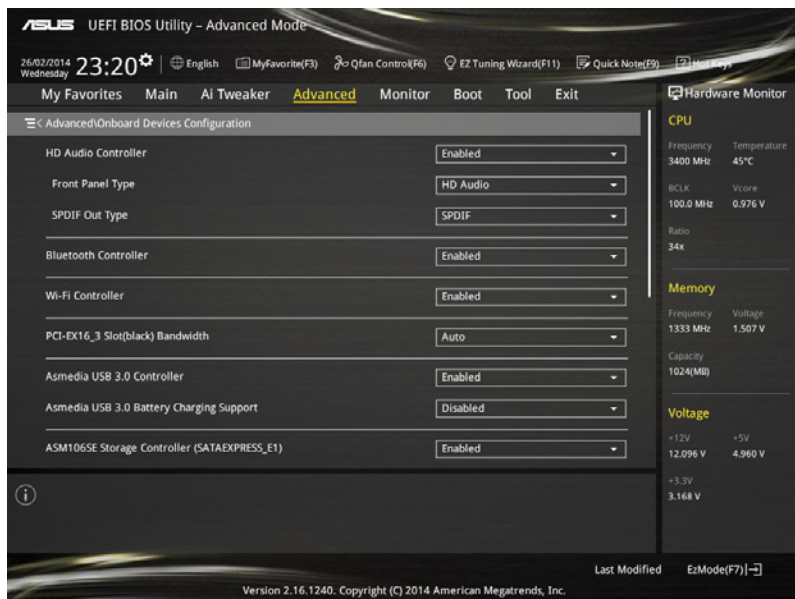 ASUS UEFI BIOS Utility – Advanced Mode
26/02/2014
Wednesday
23:20
English
MyFavorite(F3)
Qfan Control(F6)
EZ Tuning Wizard(F11)
Quick Note(F9)
Hot Keys
My Favorites Main Ai Tweaker Advanced Monitor Boot Tool Exit
Advanced\Onboard Devices Configuration
HD Audio Controller Enabled
Front Panel Type HD Audio
SPDIF Out Type SPDIF
Bluetooth Controller Enabled
Wi-Fi Controller Enabled
PCI-EX16_3 Slot(black) Bandwidth Auto
Asmedia USB 3.0 Controller Enabled
Asmedia USB 3.0 Battery Charging Support Disabled
ASM106SE Storage Controller (SATAEXPRESS_E1) Enabled
Hardware Monitor
CPU
Frequency Temperature
3400 MHz 45°C
BCLK Vcore
100.0 MHz 0.976 V
Ratio
34x
Memory
Frequency Voltage
1333 MHz 1.507 V
Capacity
1024(MB)
Voltage
+12V +5V
12.096 V 4.960 V
+3.3V
3.168 V
Last Modified EzMode(F7)
Version 2.16.1240. Copyright (C) 2014 American Megatrends, Inc.